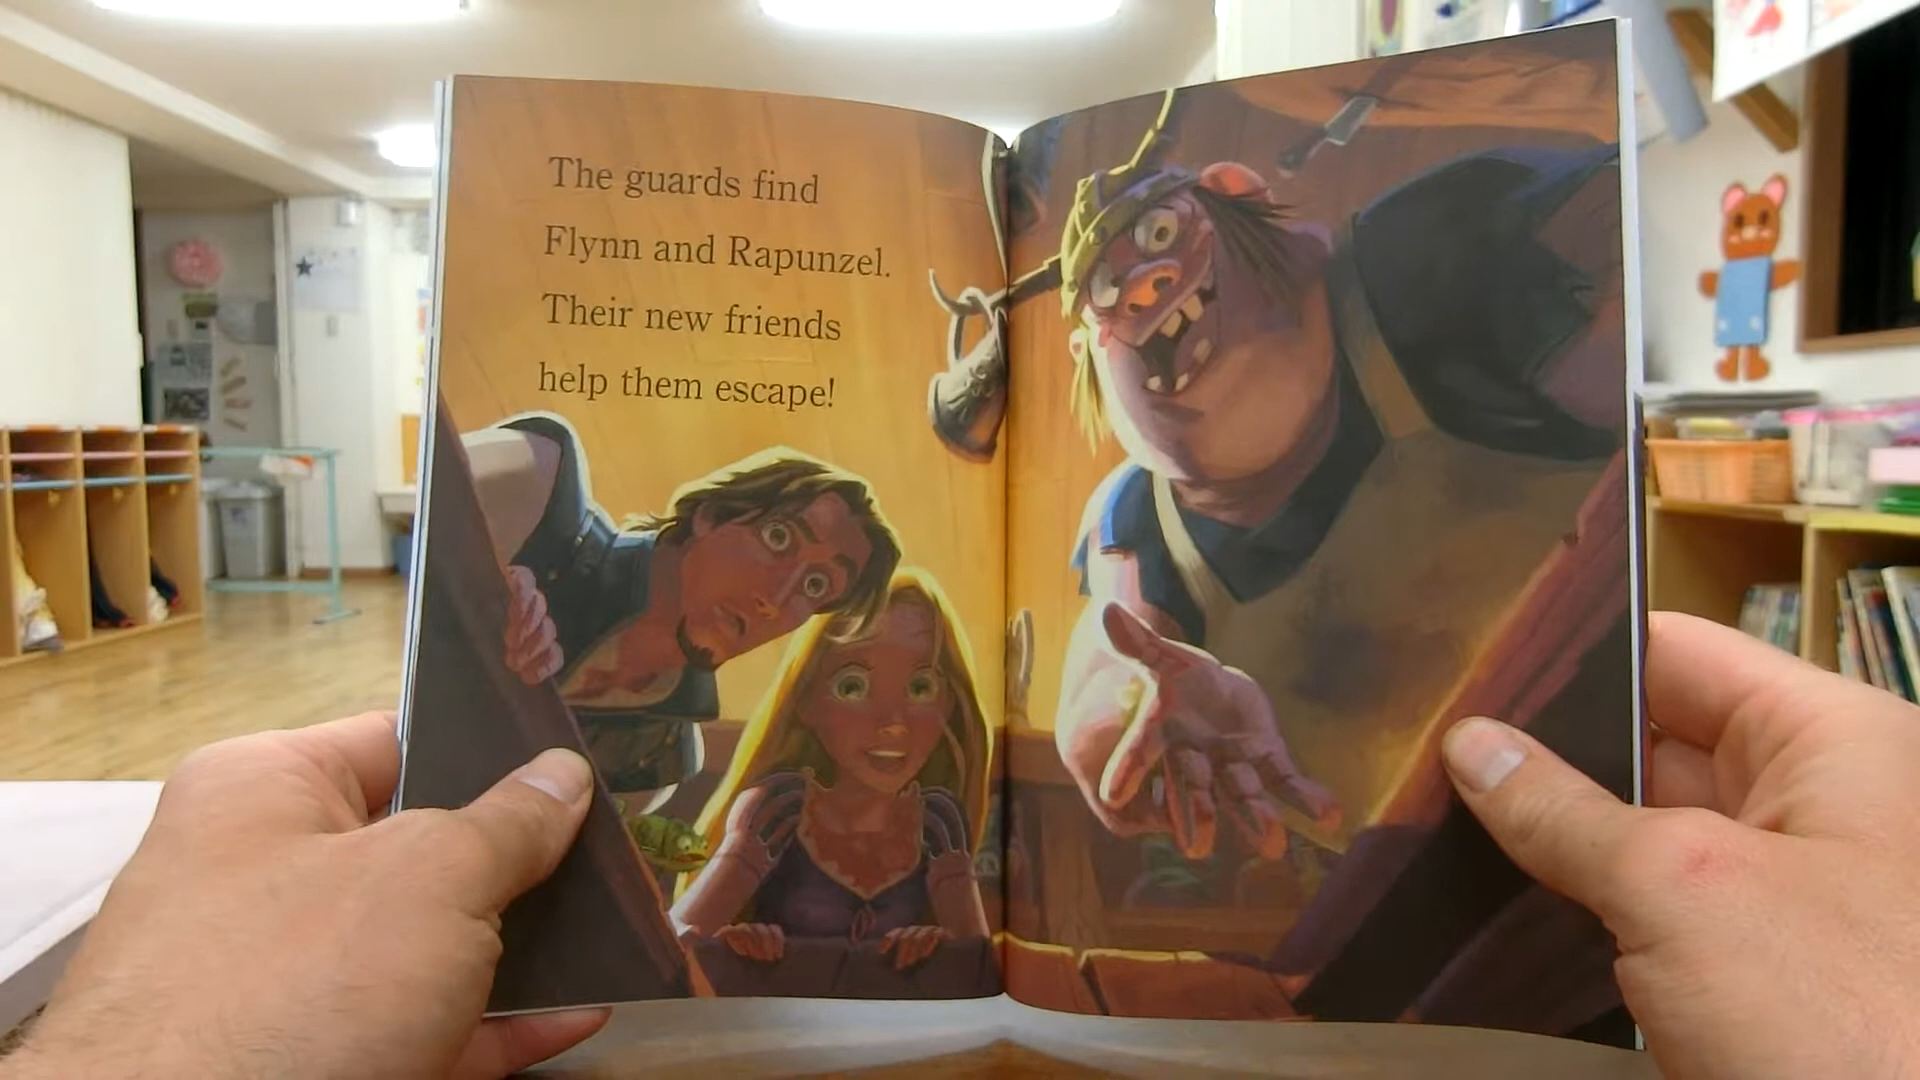 The guards find
Flynn and Rapunzel.
Their new friends
help them escape!